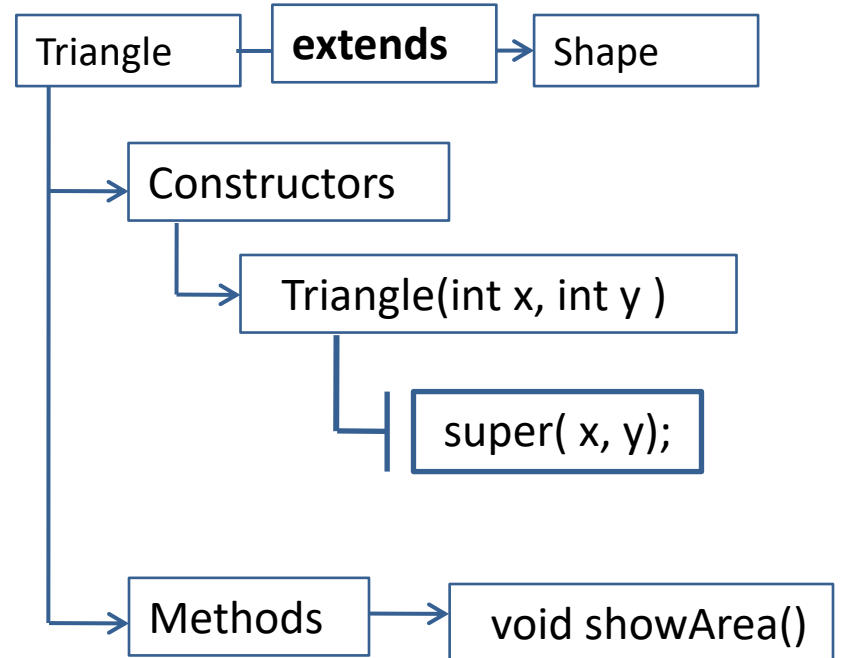 Triangle
extends
Shape
Constructors
Triangle(int x, int y )
super( x, y);
Methods
void showArea()